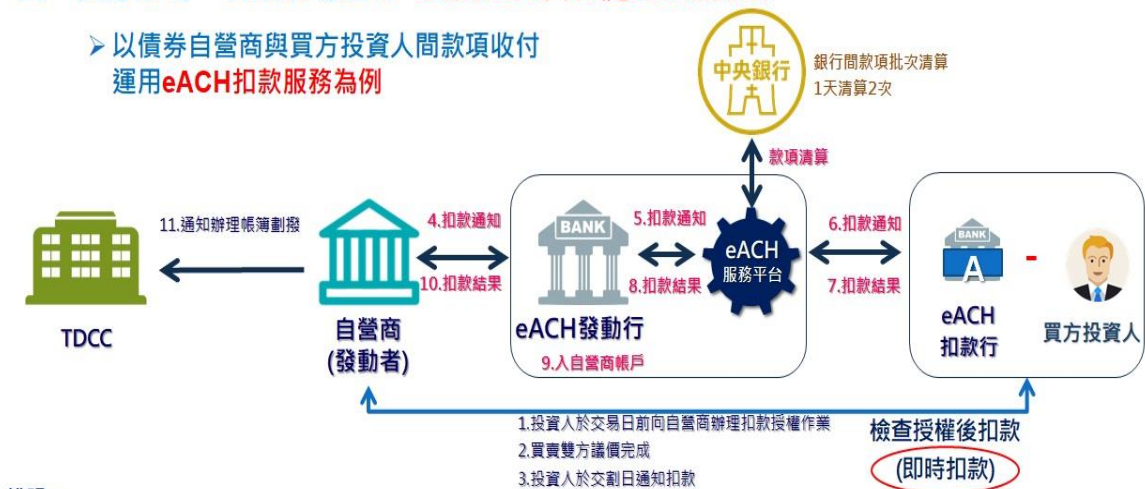 ➢ 以債券自營商與買方投資人間款項收付
運用eACH扣款服務為例
中央銀行
銀行間款項批次清算
1天清算2次
款項清算
11.通知辦理帳簿劃撥
4.扣款通知
BANK
5.扣款通知
eACH
服務平台
6.扣款通知
BANK
A
-
10.扣款結果
8.扣款結果
7.扣款結果
TDCC
自營商
(發動者)
eACH發動行
9.入自營商帳戶
eACH
扣款行
買方投資人
1.投資人於交易日前向自營商辦理扣款授權作業
2.買賣雙方議價完成
3.投資人於交割日通知扣款
檢查授權後扣款
(即時扣款)